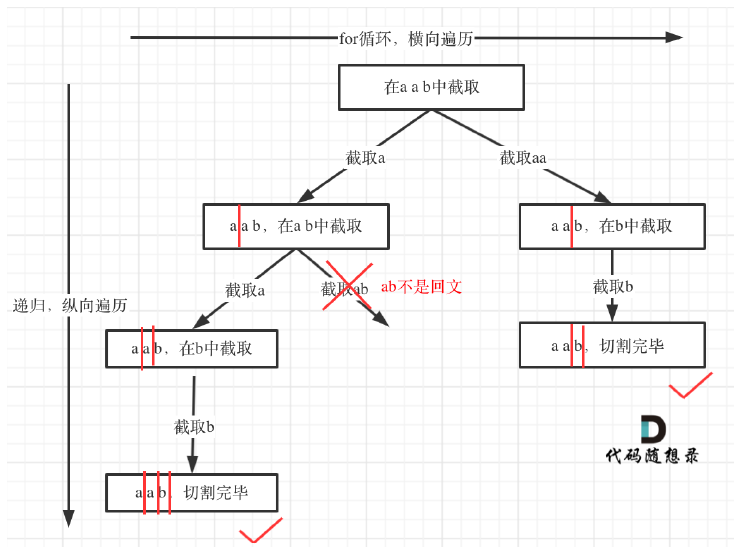 for循环，横向遍历
在a a b中截取
截取a
截取aa
a a b，在a b中截取
a a b，在b中截取
截取a
截取ab
ab不是回文
截取b
递归，纵向遍历
a a b，在b中截取
a a b，切割完毕
截取b
代码随想录
a a b，切割完毕